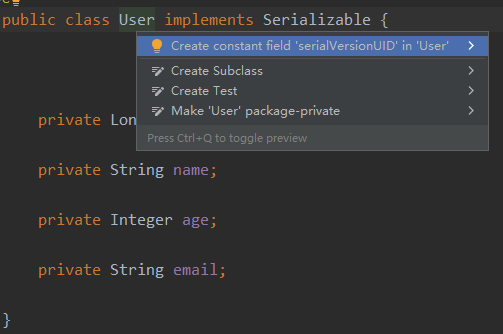 public class User implements Serializable {
Create constant field 'serialVersionUID' in 'User'
Create Subclass
Create Test
Make 'User' package-private
private Lon
Press Ctrl+Q to toggle preview
private String name;
private Integer age;
private String email;
}